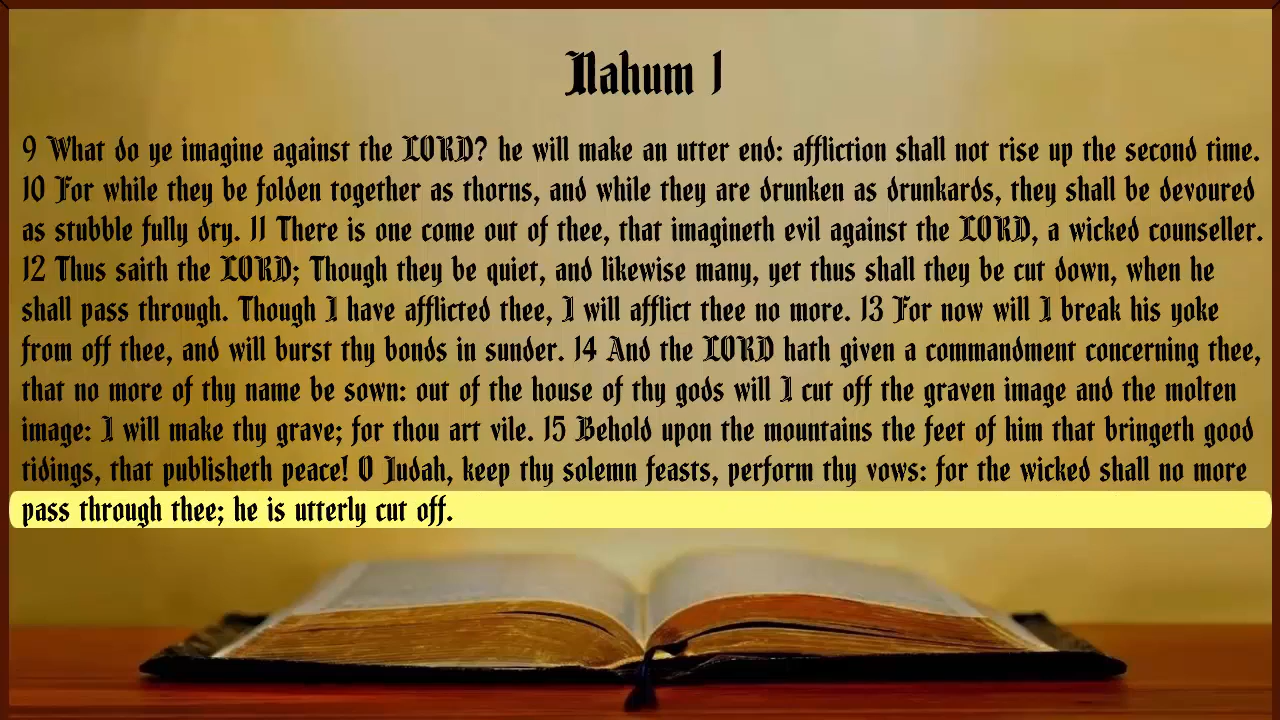 Nahum 1
9 What do ye imagine against the LORD? he will make an utter end: affliction shall not rise up the second time.
10 For while they be folden together as thorns, and while they are drunken as drunkards, they shall be devoured
as stubble fully dry. 11 There is one come out of thee, that imagineth evil against the LORD, a wicked counseller.
12 Thus saith the LORD; Though they be quiet, and likewise many, yet thus shall they be cut down, when he
shall pass through. Though I have afflicted thee, I will afflict thee no more. 13 For now will I break his yoke
from off thee, and will burst thy bonds in sunder. 14 And the LORD hath given a commandment concerning thee,
that no more of thy name be sown: out of the house of thy gods will I cut off the graven image and the molten
image: I will make thy grave; for thou art vile. 15 Behold upon the mountains the feet of him that bringeth good
tidings, that publisheth peace! O Judah, keep thy solemn feasts, perform thy vows: for the wicked shall no more
pass through thee; he is utterly cut off.